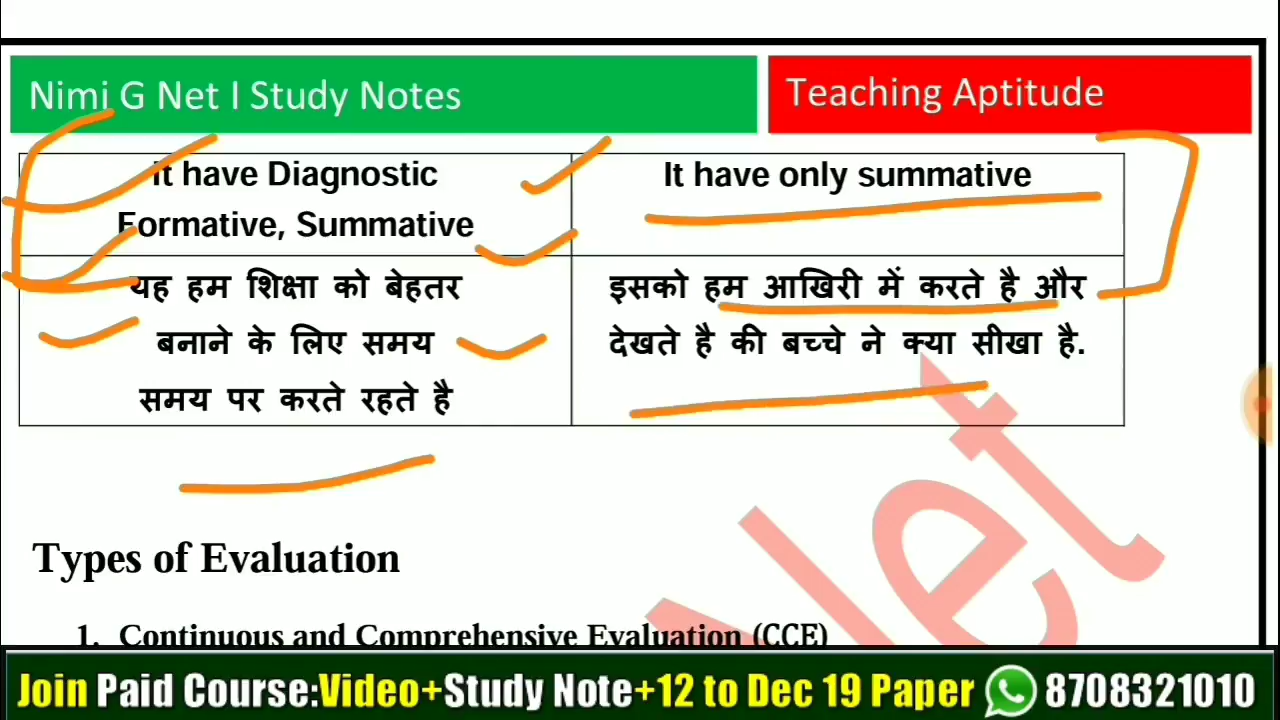 Nimi G Net I Study Notes
Teaching Aptitude
It have Diagnostic
Formative, Summative
It have only summative
यह हम शिक्षा को बेहतर
बनाने के लिए समय
समय पर करते रहते है
इसको हम आखिरी में करते है और
देखते है की बच्चे ने क्या सीखा है.
Net
Types of Evaluation
1. Continuous and Comprehensive Evaluation (CCE)
Join Paid Course:Video+Study Note+12 to Dec 19 Paper 8708321010